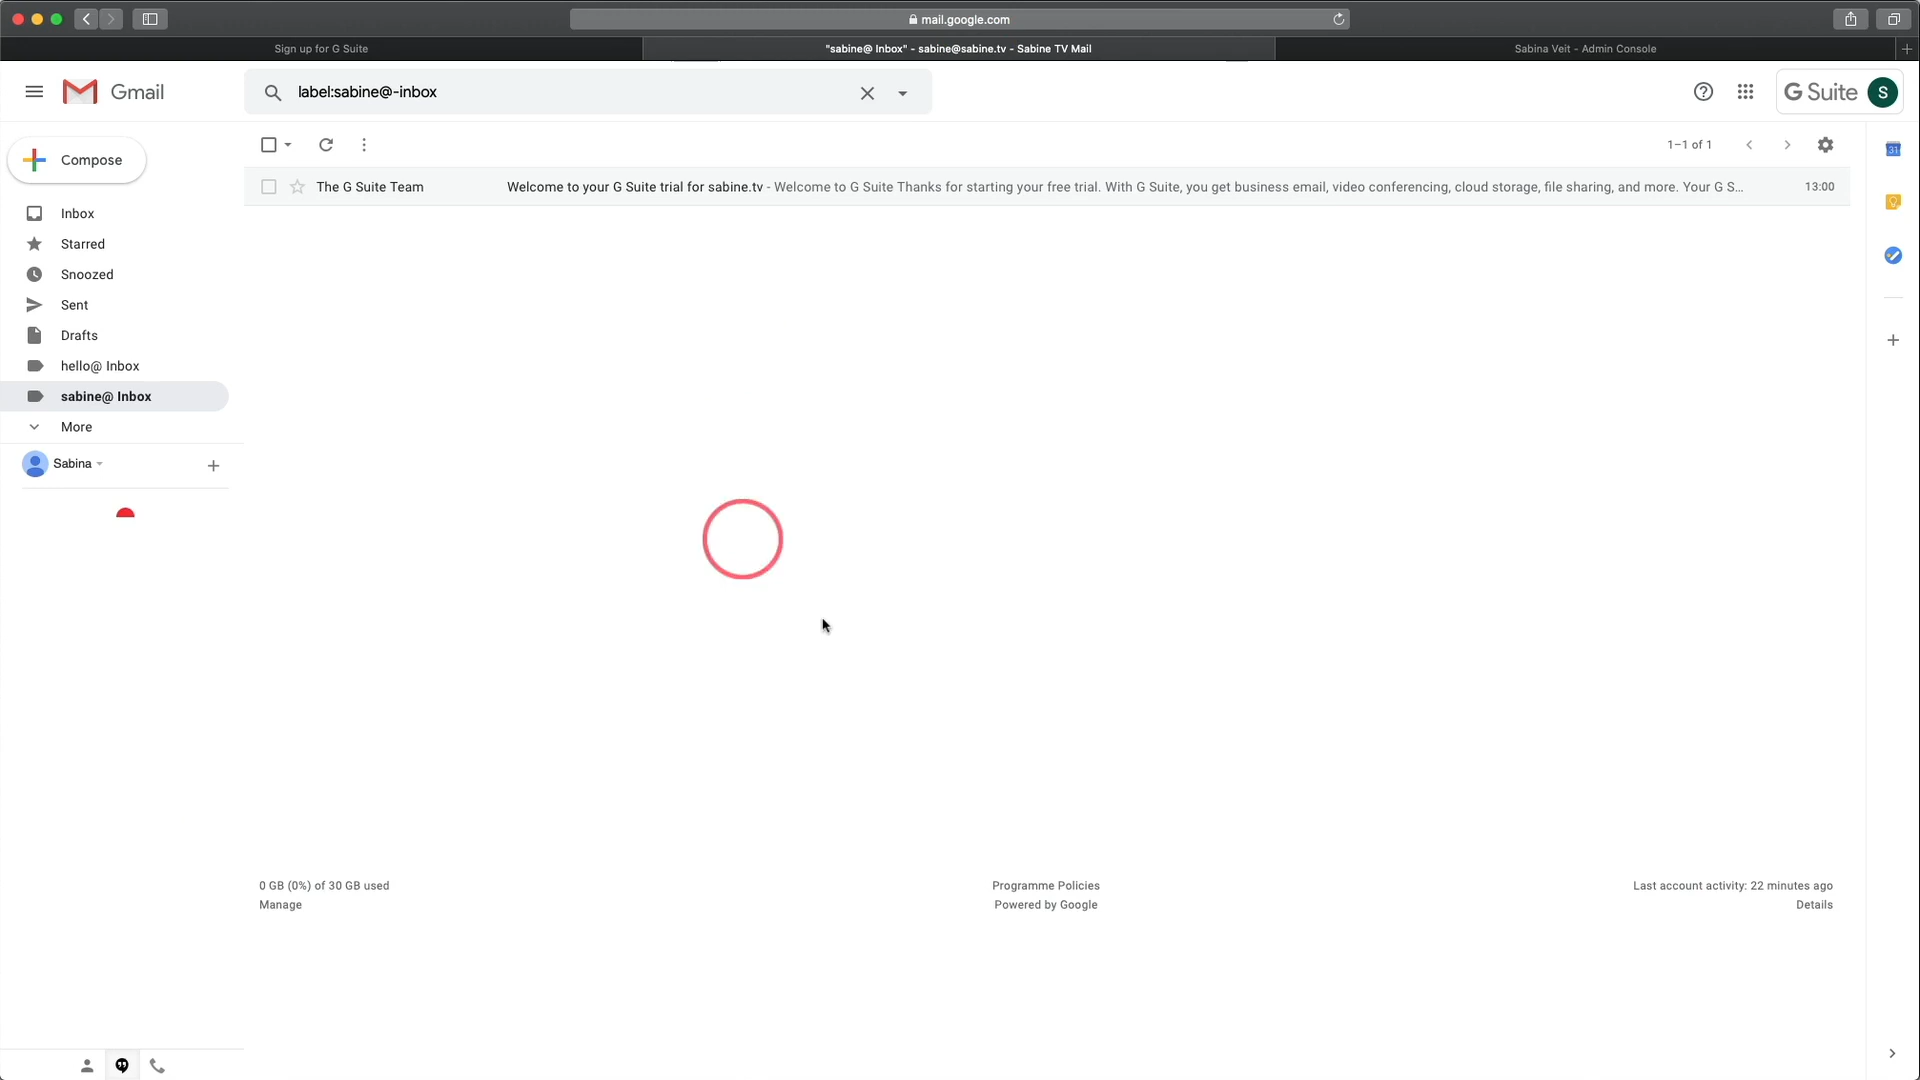 mail.google.com
Sign up for G Suite
"sabine@ Inbox" - sabine@sabine.tv - Sabine TV Mail
Sabina Veit - Admin Console
Gmail
label:sabine@-inbox
G Suite
S
Compose
1–1 of 1
31
The G Suite Team
Welcome to your G Suite trial for sabine.tv - Welcome to G Suite Thanks for starting your free trial. With G Suite, you get business email, video conferencing, cloud storage, file sharing, and more. Your G S...
13:00
Inbox
Starred
Snoozed
Sent
Drafts
hello@ Inbox
sabine@ Inbox
More
Sabina
0 GB (0%) of 30 GB used
Manage
Programme Policies
Powered by Google
Last account activity: 22 minutes ago
Details